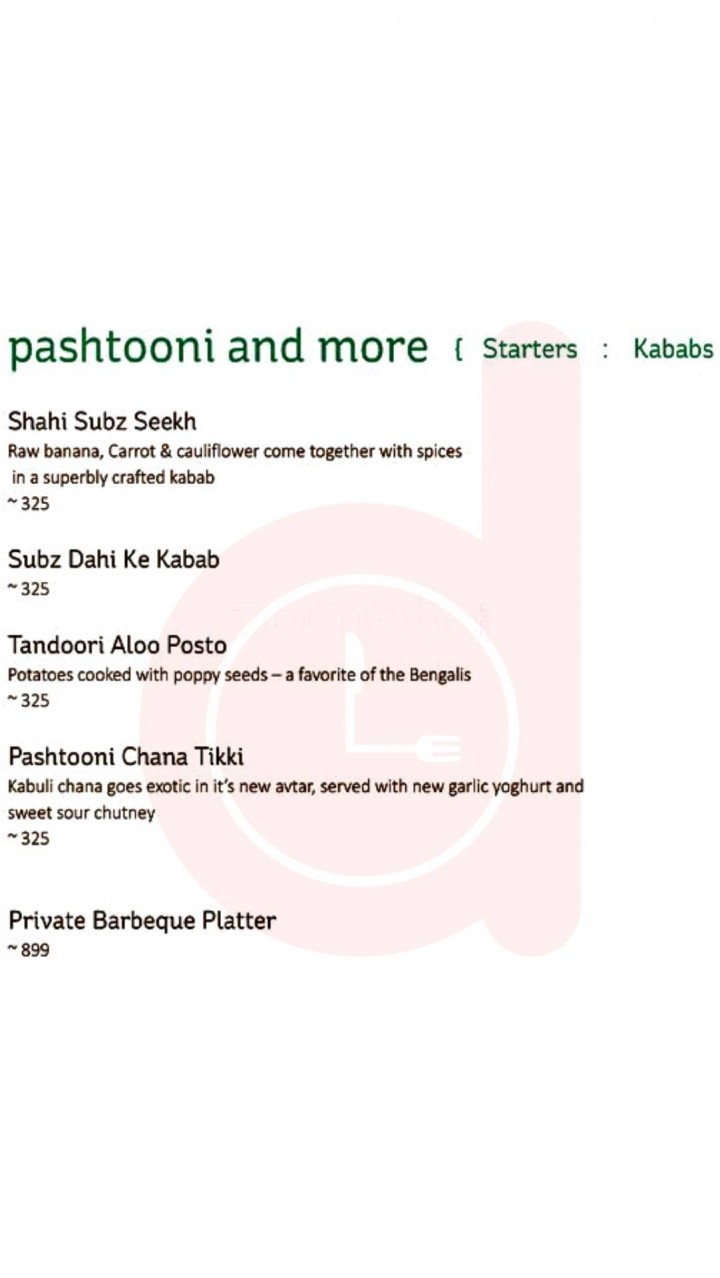 pashtooni and more { Starters : Kababs
Shahi Subz Seekh
Raw banana, Carrot & cauliflower come together with spices
in a superbly crafted kabab
~ 325
Subz Dahi Ke Kabab
~ 325
Tandoori Aloo Posto
Potatoes cooked with poppy seeds – a favorite of the Bengalis
~ 325
Pashtooni Chana Tikki
Kabuli chana goes exotic in it's new avtar, served with new garlic yoghurt and
sweet sour chutney
~ 325
Private Barbeque Platter
~ 899